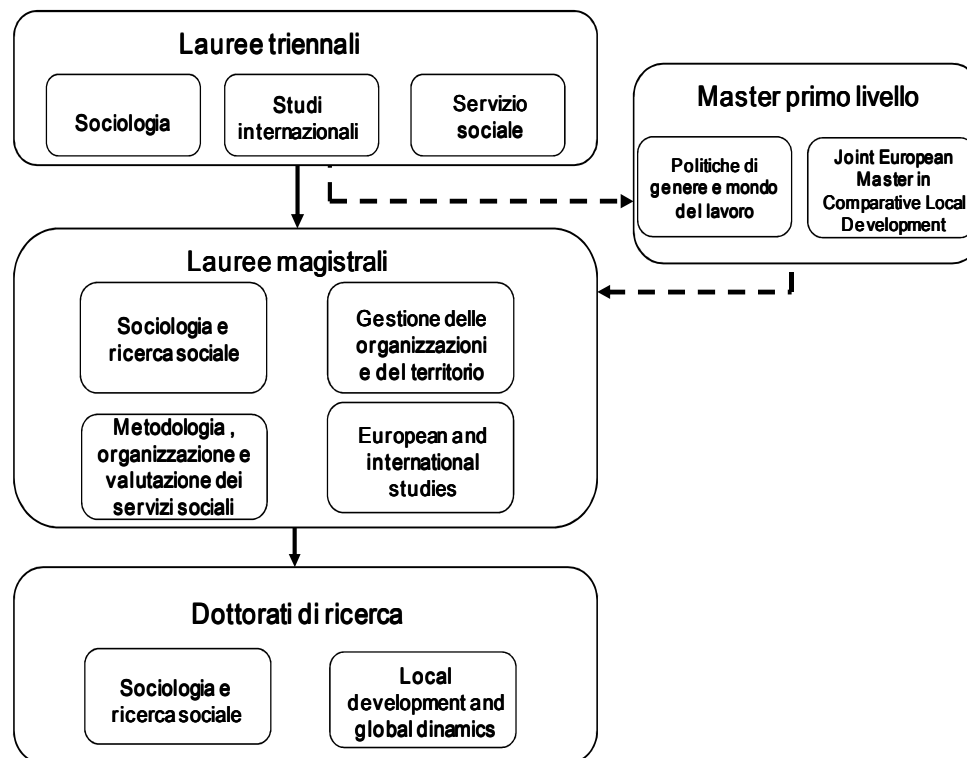 Lauree triennali
Sociologia
Studi
internazionali
Servizio
sociale
Master primo livello
Politiche di
genere e mondo
del lavoro
Joint European
Master in
Comparative Local
Development
Lauree magistrali
Sociologia e
ricerca sociale
Gestione delle
organizzazioni
e del territorio
Metodologia ,
organizzazione e
valutazione dei
servizi sociali
European and
international
studies
Dottorati di ricerca
Sociologia e
ricerca sociale
Local
development and
global dinamics